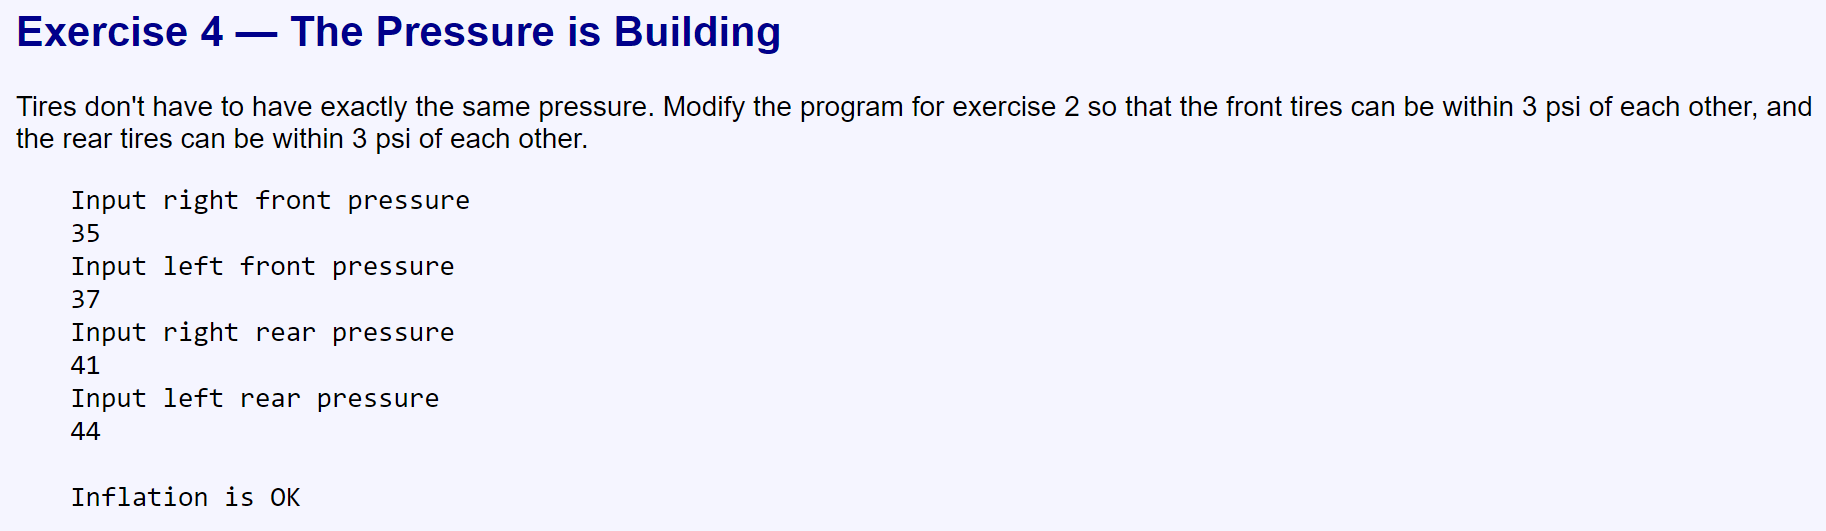 Exercise 4 — The Pressure is Building
Tires don't have to have exactly the same pressure. Modify the program for exercise 2 so that the front tires can be within 3 psi of each other, and
the rear tires can be within 3 psi of each other.
Input right front pressure
35
Input left front pressure
37
Input right rear pressure
41
Input left rear pressure
44
Inflation is OK